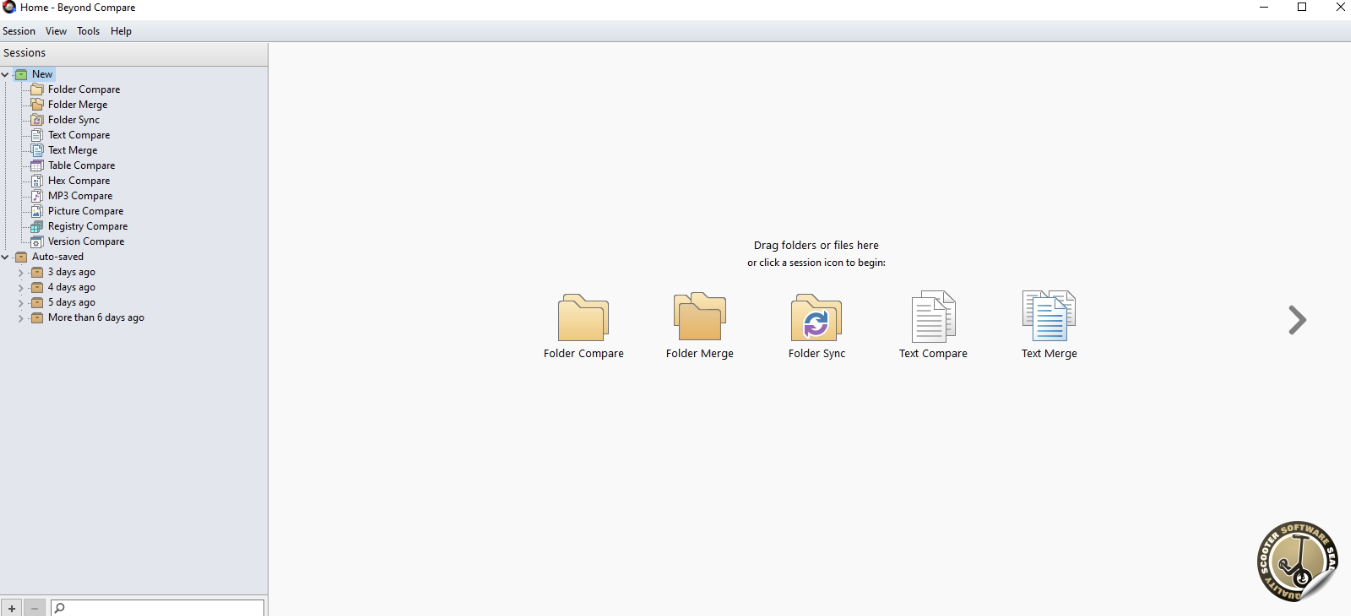 Home - Beyond Compare
Session View Tools Help
Sessions
New
Folder Compare
Folder Merge
Folder Sync
Text Compare
Text Merge
Table Compare
Hex Compare
MP3 Compare
Picture Compare
Registry Compare
Version Compare
Auto-saved
3 days ago
4 days ago
5 days ago
More than 6 days ago
Drag folders or files here
or click a session icon to begin:
Folder Compare Folder Merge Folder Sync Text Compare Text Merge
SCOOTER SOFTWARE SEAL
QUALITY